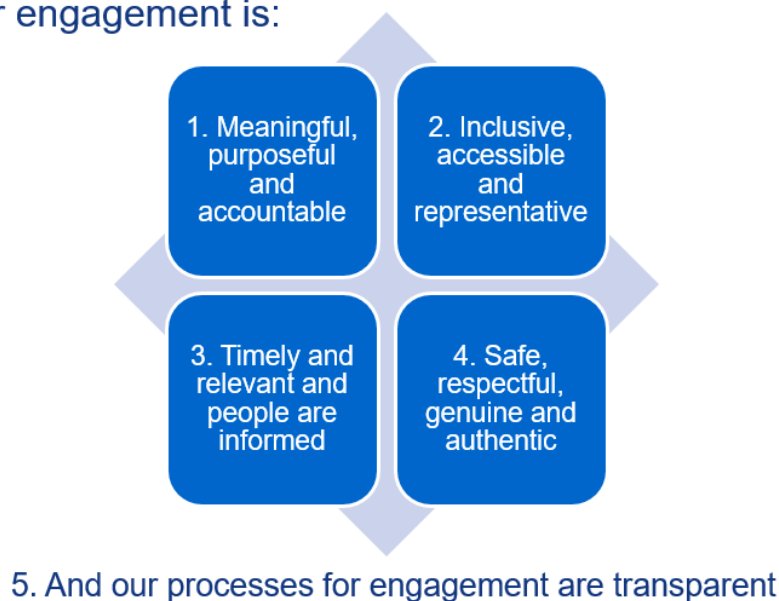 r engagement is:
1. Meaningful,
purposeful
and
accountable
2. Inclusive,
accessible
and
representative
3. Timely and
relevant and
people are
informed
4. Safe,
respectful,
genuine and
authentic
5. And our processes for engagement are transparent